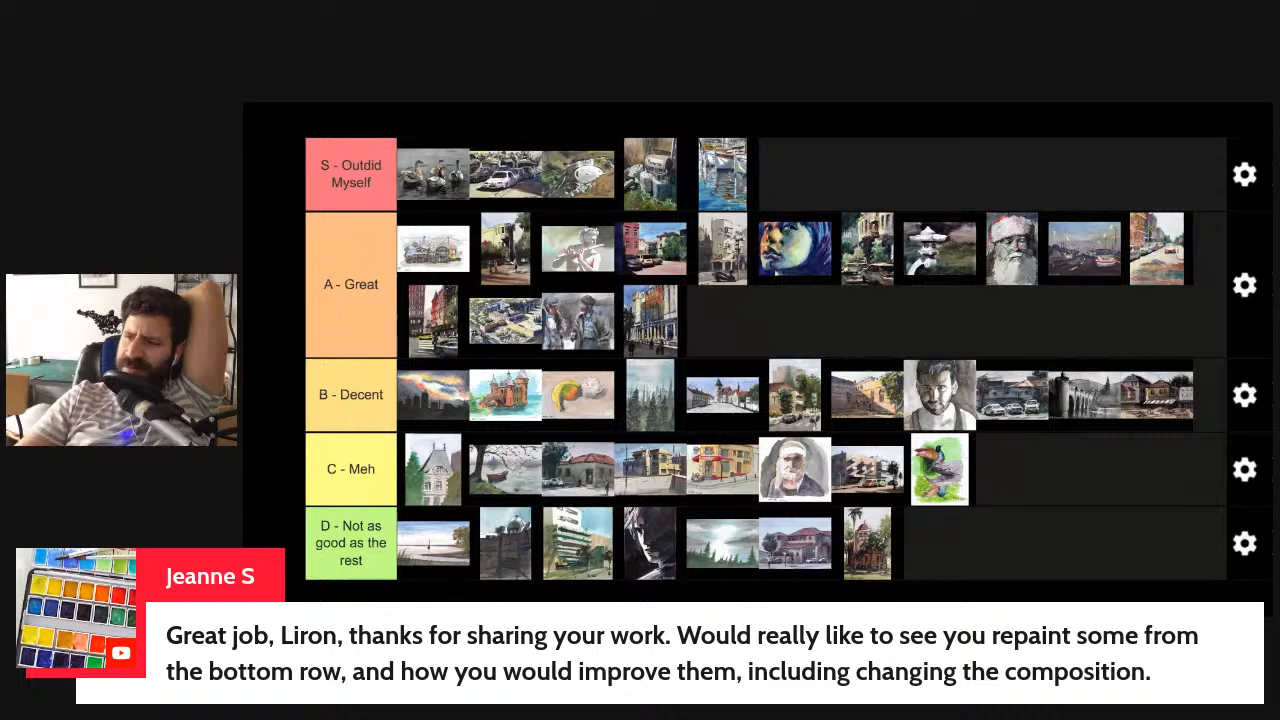 S - Outdid
Myself
A - Great
B - Decent
C - Meh
D - Not as
good as the
rest
Jeanne S
Great job, Liron, thanks for sharing your work. Would really like to see you repaint some from
the bottom row, and how you would improve them, including changing the composition.